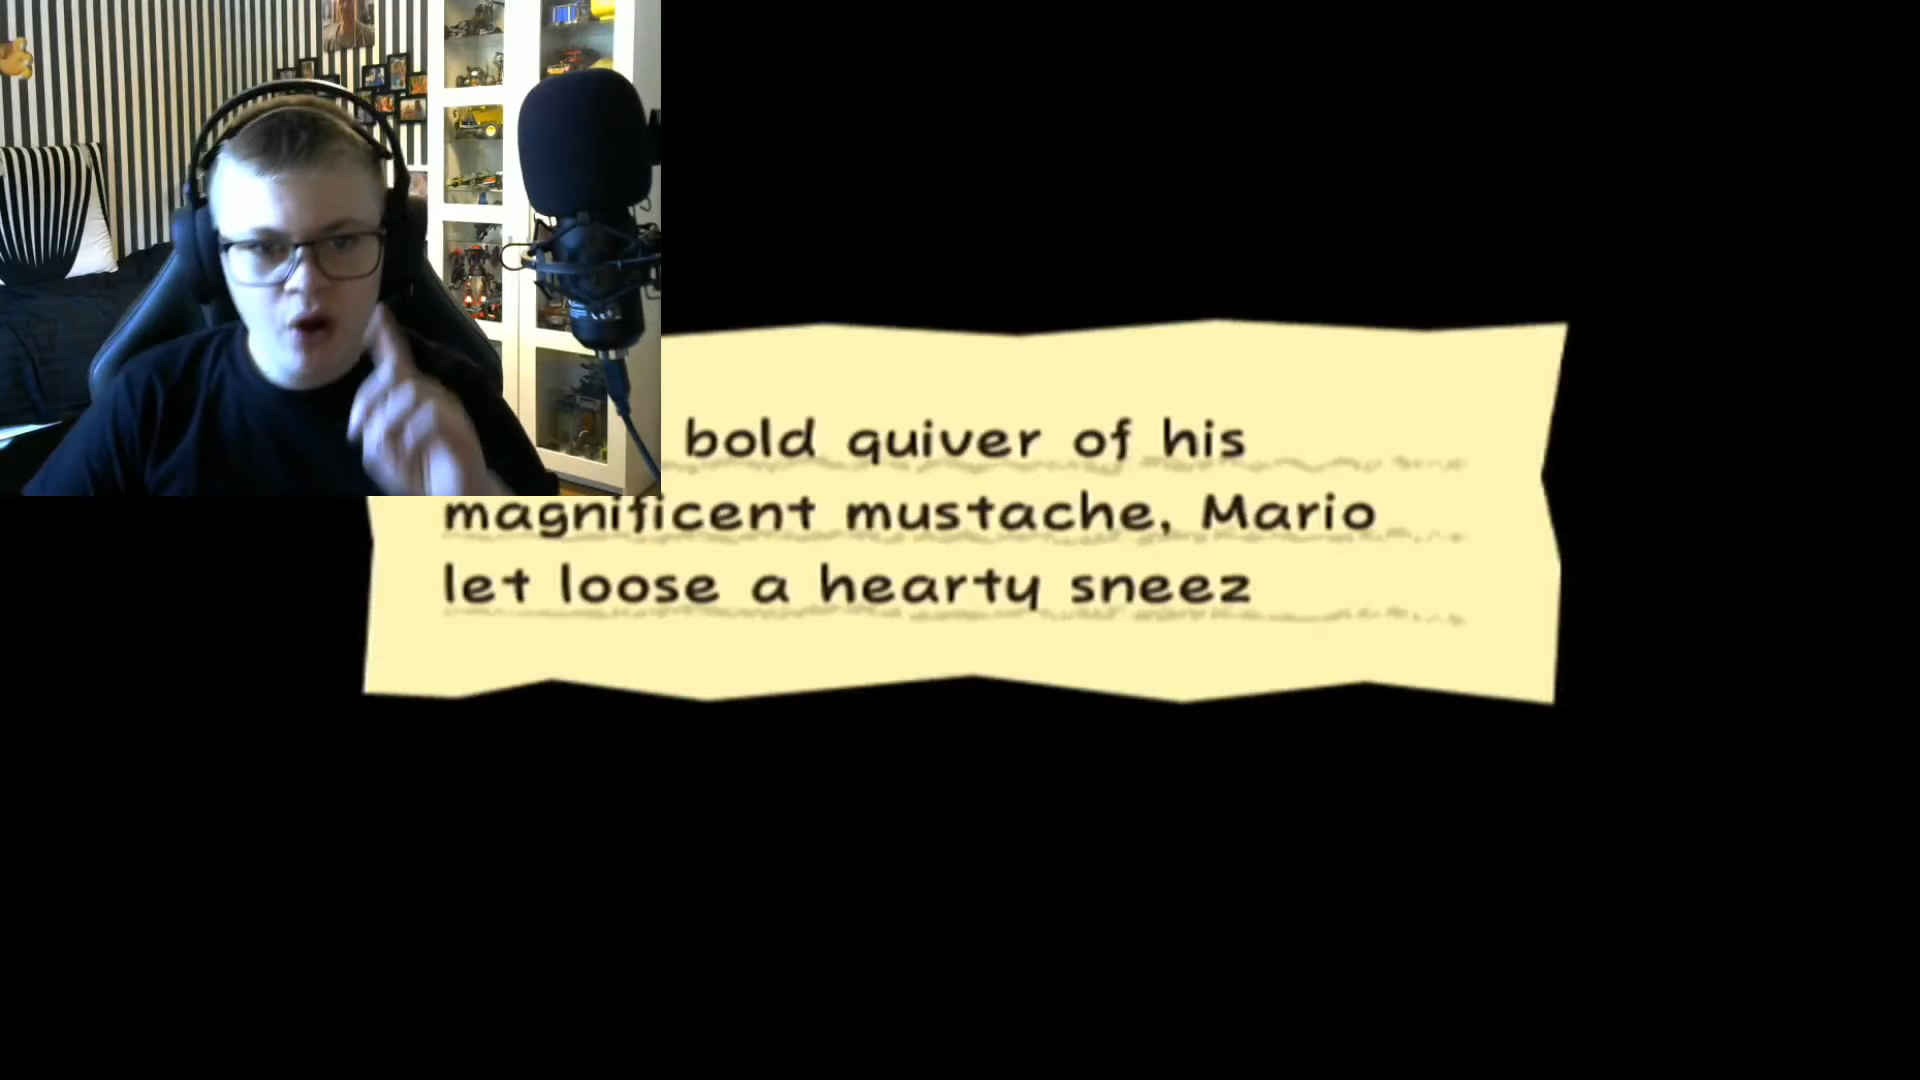 bold quiver of his
magnificent mustache, Mario
let loose a hearty sneez